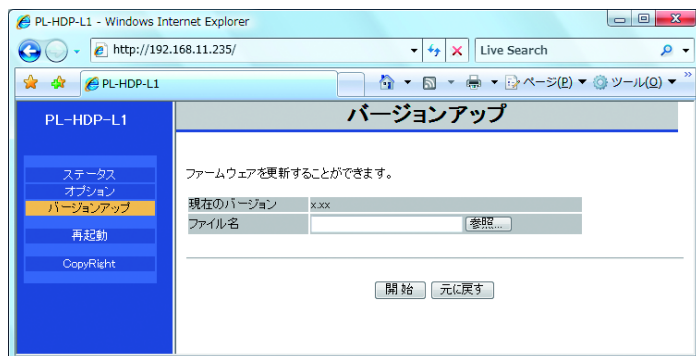 PL-HDP-L1 - Windows Internet Explorer
http://192.168.11.235/
Live Search
PL-HDP-L1
ページ(P)
ツール(O)
PL-HDP-L1
ステータス
オプション
バージョンアップ
再起動
CopyRight
バージョンアップ
ファームウェアを更新することができます。
現在のバージョン x.xx
ファイル名 参照...
開始 元に戻す